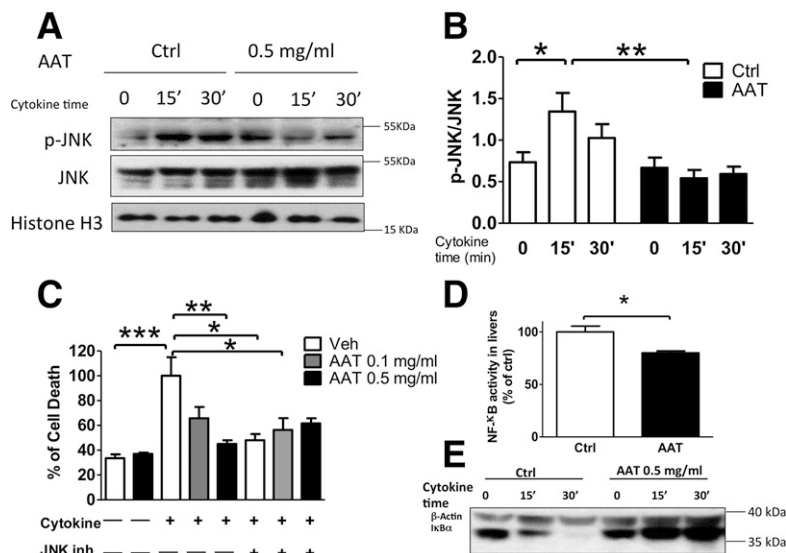 A
AAT Ctrl 0.5 mg/ml
Cytokine time 0 15' 30' 0 15' 30'
p-JNK 55KDa
JNK 55KDa
Histone H3 15 KDa
B
2.0 * **
1.5 Ctrl
AAT
1.0
0.5
0.0
p-JNK/JNK
Cytokine time (min) 0 15' 30' 0 15' 30'
C
**
*** *
*
Veh
AAT 0.1 mg/ml
AAT 0.5 mg/ml
120
100
80
60
40
20
0
% of Cell Death
Cytokine — — + + + + + +
JNK inh + + +
D
*
NF-κB activity in livers
(% of ctrl)
100
50
0
Ctrl AAT
E
Ctrl AAT 0.5 mg/ml
Cytokine time 0 15' 30' 0 15' 30'
β-Actin 40 kDa
IκBα 35 kDa